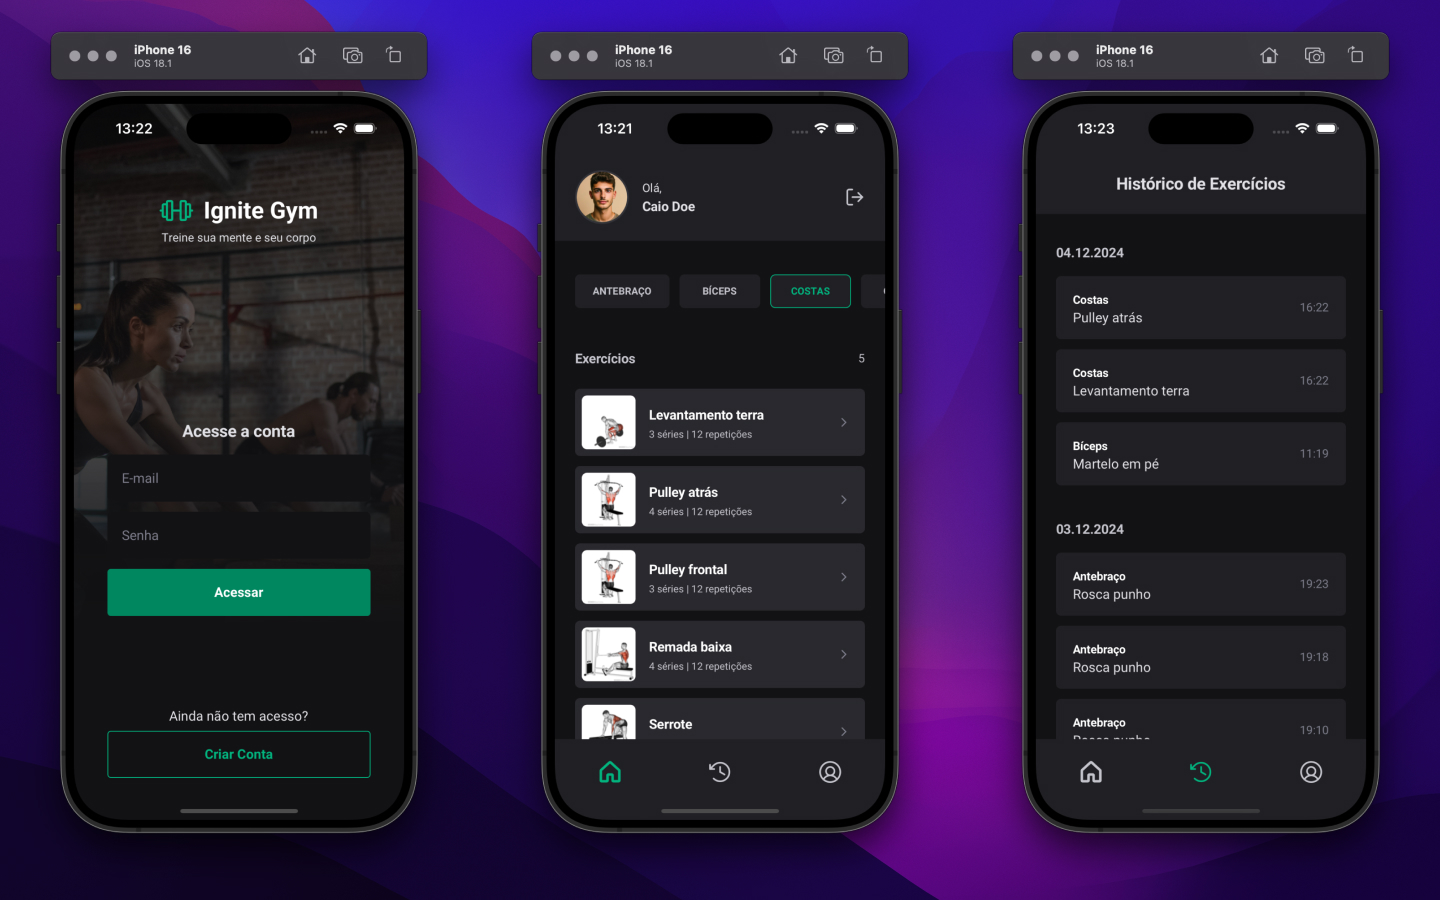 iPhone 16
iOS 18.1
13:22
Ignite Gym
Treine sua mente e seu corpo
Acesse a conta
E-mail
Senha
Acessar
Ainda não tem acesso?
Criar Conta
iPhone 16
iOS 18.1
13:21
Olá,
Caio Doe
ANTEBRAÇO BÍCEPS COSTAS
Exercícios 5
Levantamento terra
3 séries | 12 repetições
Pulley atrás
4 séries | 12 repetições
Pulley frontal
3 séries | 12 repetições
Remada baixa
4 séries | 12 repetições
Serrote
iPhone 16
iOS 18.1
13:23
Histórico de Exercícios
04.12.2024
Costas
Pulley atrás 16:22
Costas
Levantamento terra 16:22
Bíceps
Martelo em pé 11:19
03.12.2024
Antebraço
Rosca punho 19:23
Antebraço
Rosca punho 19:18
Antebraço
Rosca punho 19:10